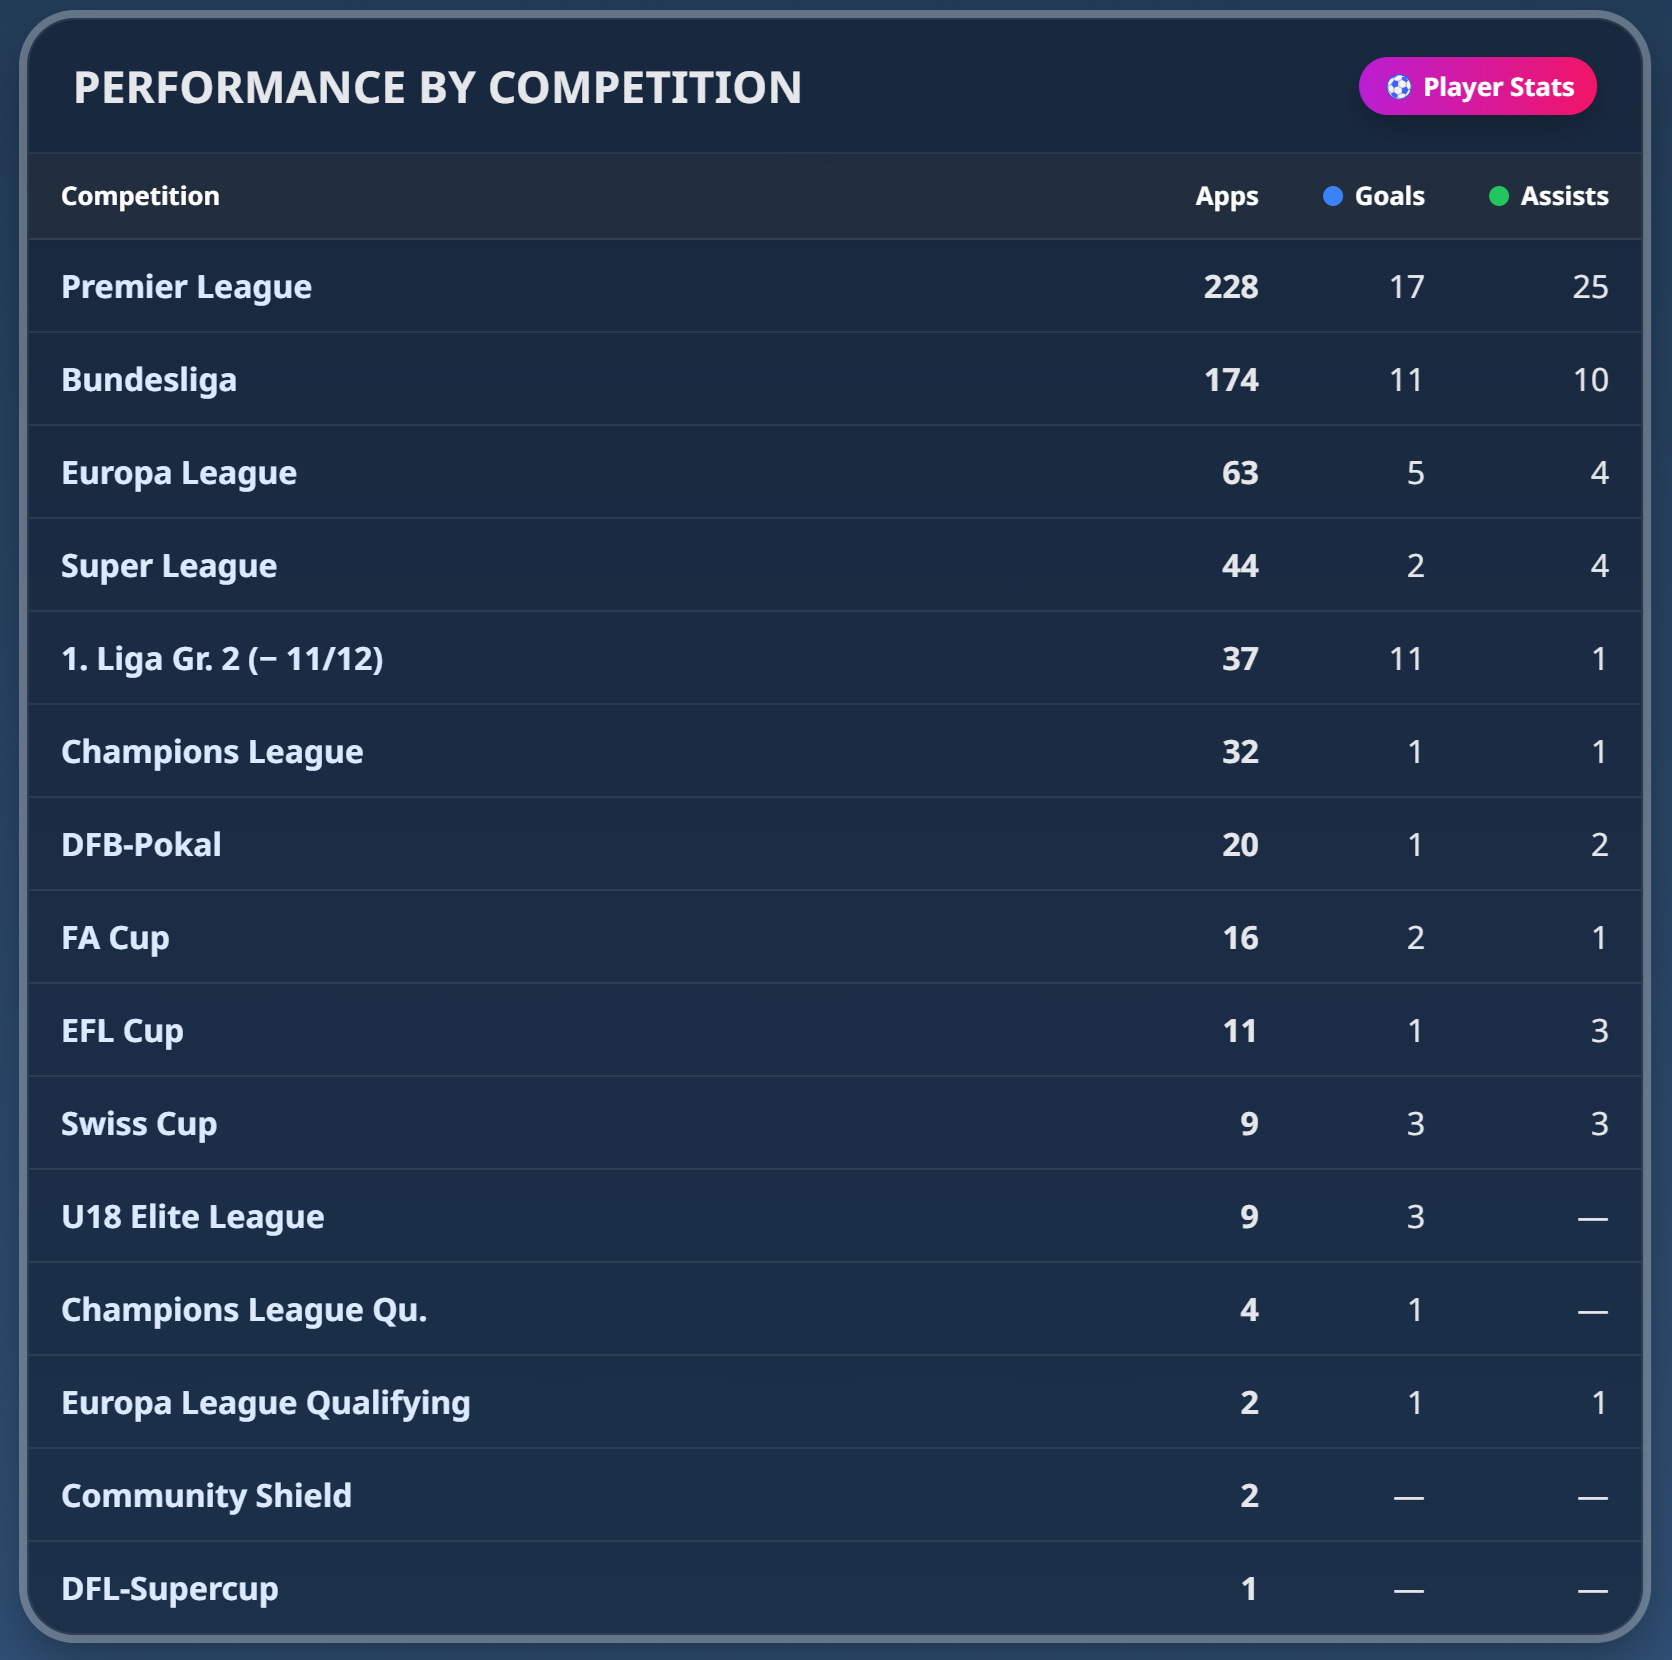 PERFORMANCE BY COMPETITION
Player Stats
Competition Apps Goals Assists
Premier League 228 17 25
Bundesliga 174 11 10
Europa League 63 5 4
Super League 44 2 4
1. Liga Gr. 2 (− 11/12) 37 11 1
Champions League 32 1 1
DFB-Pokal 20 1 2
FA Cup 16 2 1
EFL Cup 11 1 3
Swiss Cup 9 3 3
U18 Elite League 9 3 —
Champions League Qu. 4 1 —
Europa League Qualifying 2 1 1
Community Shield 2 — —
DFL-Supercup 1 — —